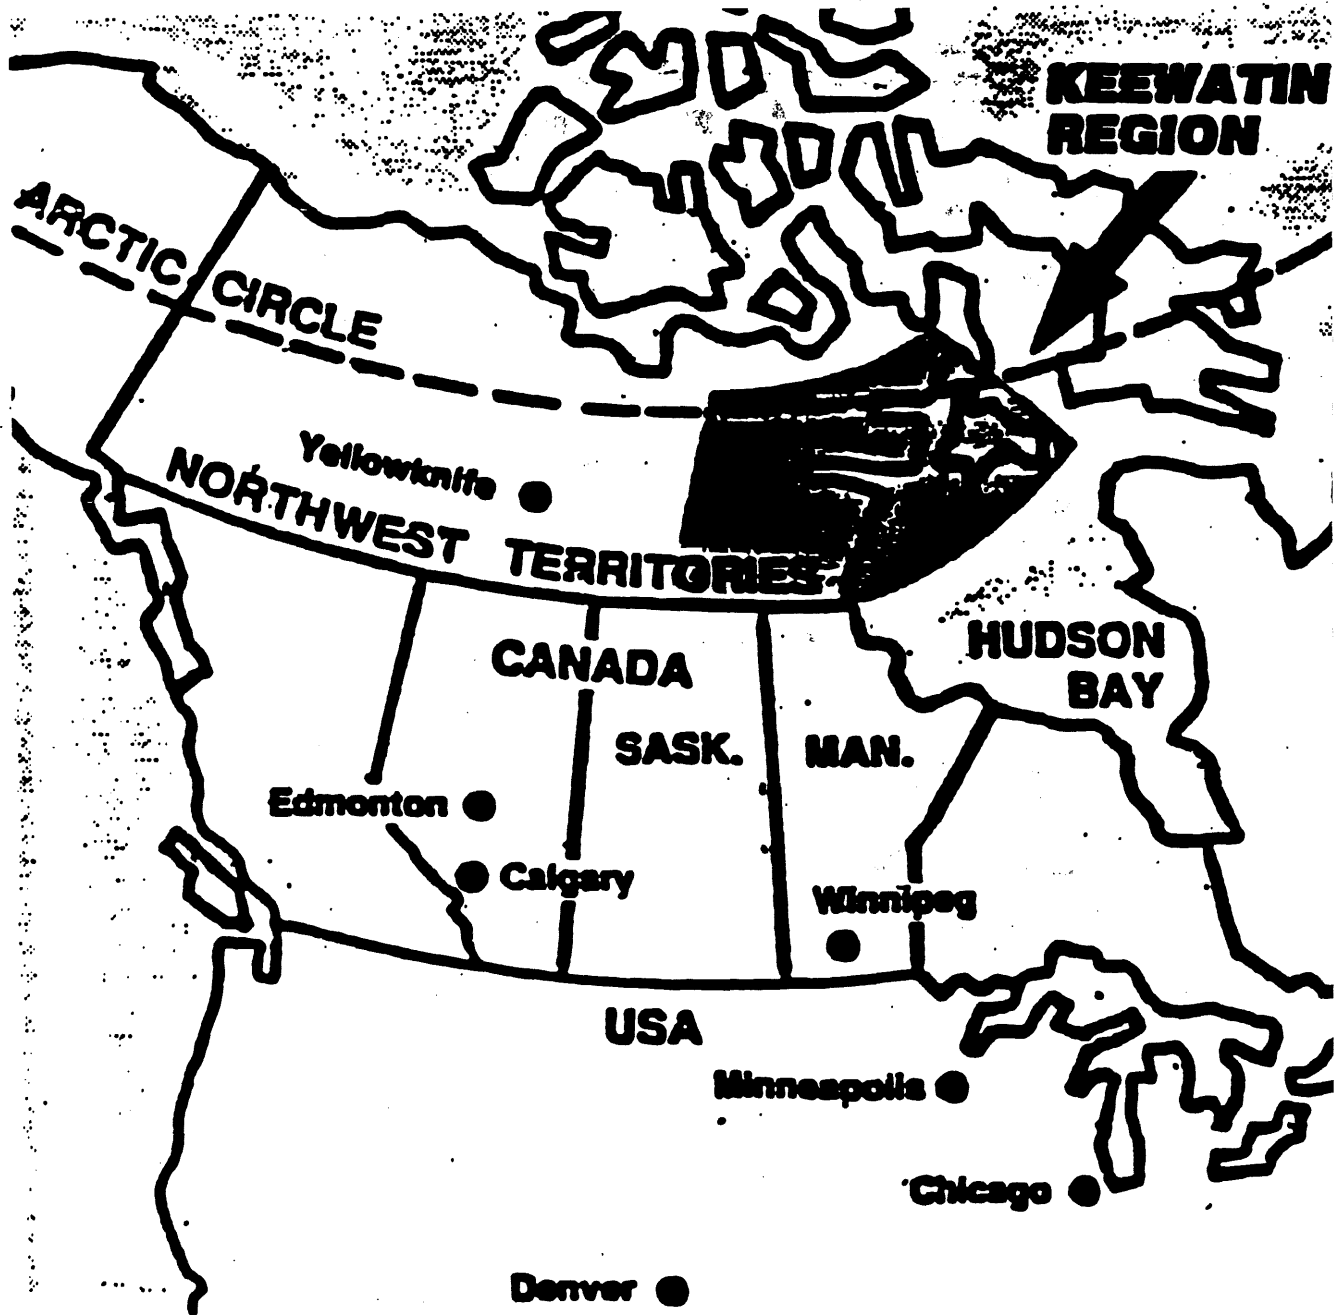 KEEWATIN
REGION
ARCTIC CIRCLE
Yellowknife
NORTHWEST TERRITORIES
HUDSON
BAY
CANADA
SASK.
MAN.
Edmonton
Calgary
Winnipeg
USA
Minneapolis
Chicago
Denver